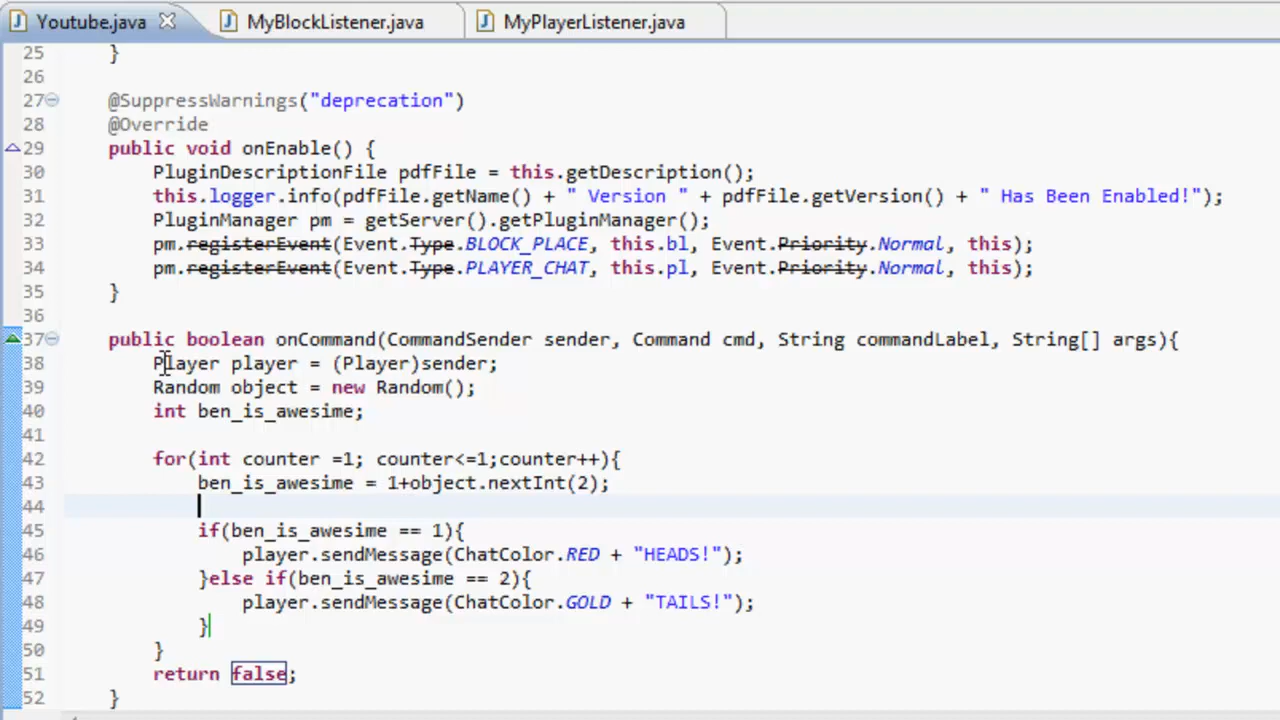 Youtube.java MyBlockListener.java MyPlayerListener.java
25 }
26
27 @SuppressWarnings("deprecation")
28 @Override
29 public void onEnable() {
30 PluginDescriptionFile pdfFile = this.getDescription();
31 this.logger.info(pdfFile.getName() + " Version " + pdfFile.getVersion() + " Has Been Enabled!");
32 PluginManager pm = getServer().getPluginManager();
33 pm.registerEvent(Event.Type.BLOCK_PLACE, this.bl, Event.Priority.Normal, this);
34 pm.registerEvent(Event.Type.PLAYER_CHAT, this.pl, Event.Priority.Normal, this);
35 }
36
37 public boolean onCommand(CommandSender sender, Command cmd, String commandLabel, String[] args){
38 Player player = (Player)sender;
39 Random object = new Random();
40 int ben_is_awesime;
41
42 for(int counter =1; counter<=1;counter++){
43 ben_is_awesime = 1+object.nextInt(2);
44
45 if(ben_is_awesime == 1){
46 player.sendMessage(ChatColor.RED + "HEADS!");
47 }else if(ben_is_awesime == 2){
48 player.sendMessage(ChatColor.GOLD + "TAILS!");
49 }
50 }
51 return false;
52 }